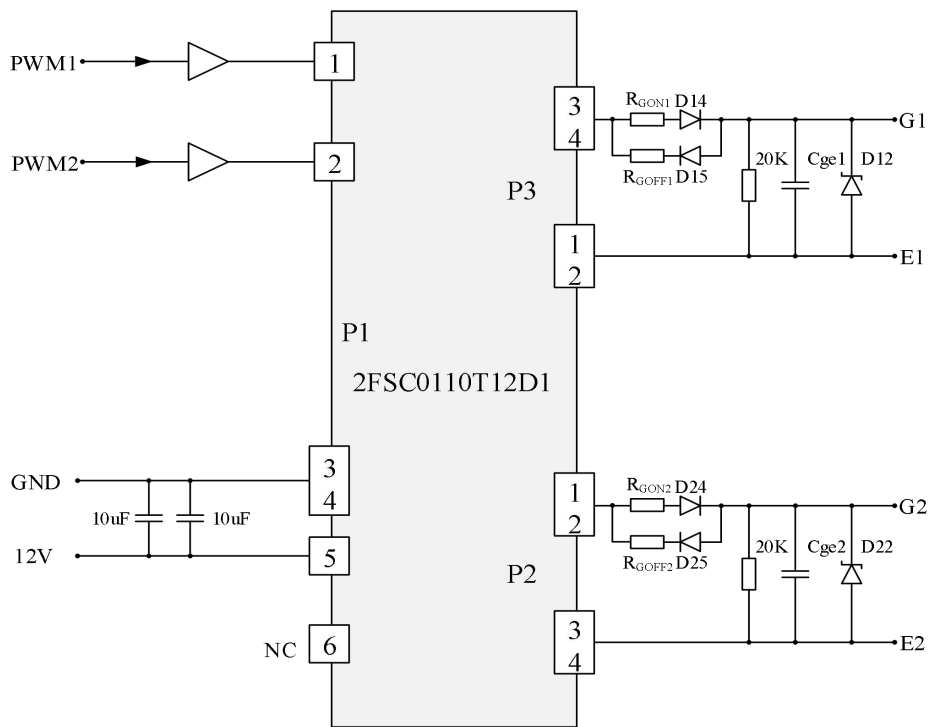 PWM1
1
PWM2
2
P1
2FSC0110T12D1
GND
3
4
10uF
10uF
12V
5
NC
6
P3
3
4
R_GON1 D14
R_GOFF1 D15
20K
Cge1
D12
G1
1
2
E1
P2
1
2
R_GON2 D24
R_GOFF2 D25
20K
Cge2
D22
G2
3
4
E2